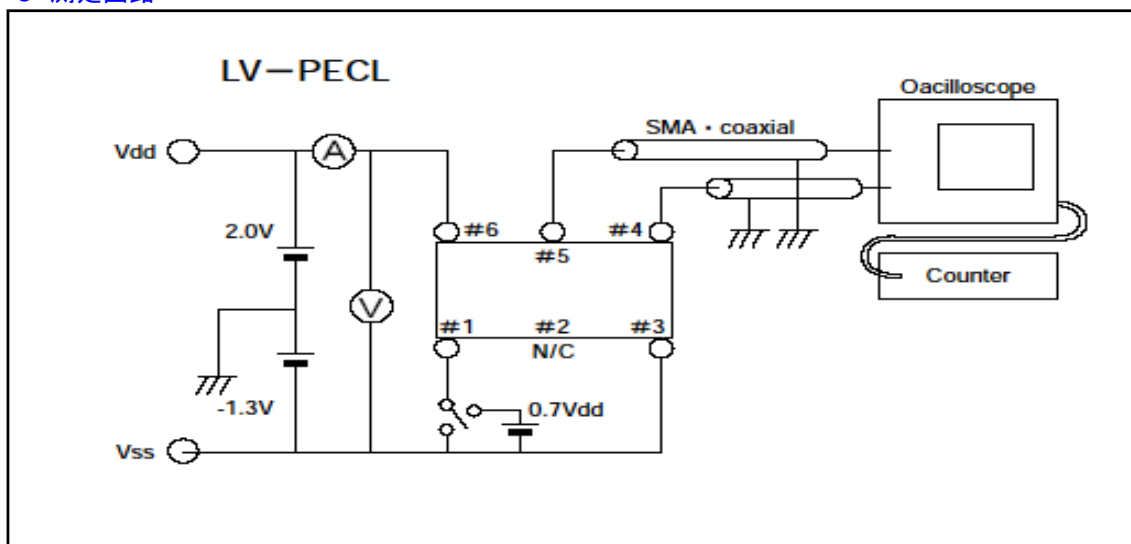 LV-PECL
Oacilloscope
SMA・coaxial
Vdd
A
#6
#5
#4
2.0V
Counter
V
#1
#2
#3
N/C
-1.3V
0.7Vdd
Vss